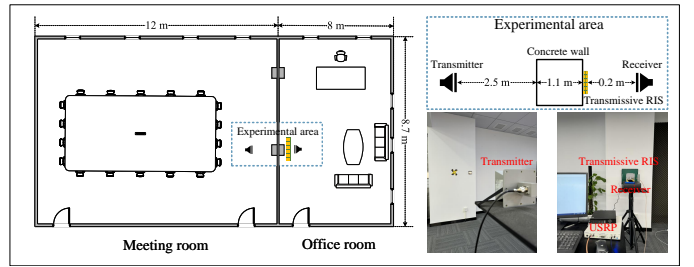 12 m
8 m
8.7 m
Experimental area
Meeting room
Office room
Experimental area
Concrete wall
Transmitter
Receiver
2.5 m
1.1 m
0.2 m
Transmissive RIS
Transmitter
Transmissive RIS
Receiver
USRP